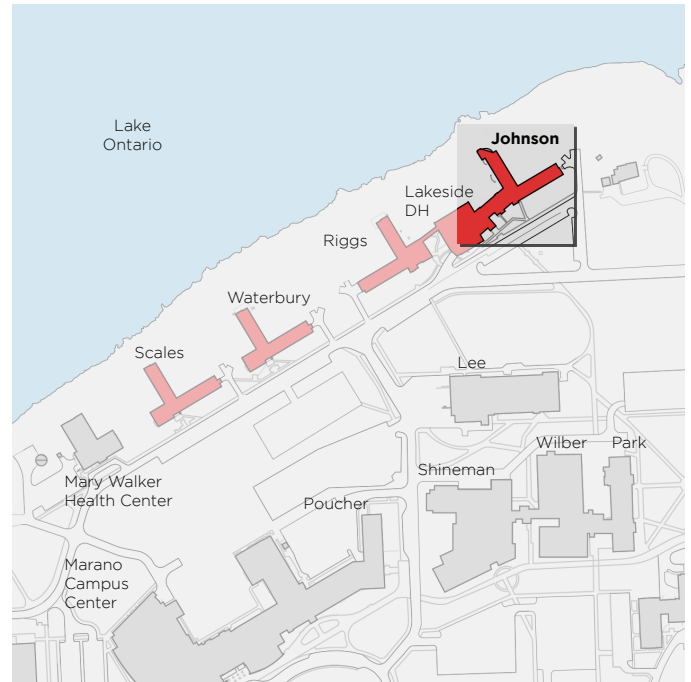 Lake
Ontario
Johnson
Lakeside
DH
Riggs
Waterbury
Scales
Lee
Wilber
Park
Shineman
Mary Walker
Health Center
Poucher
Marano
Campus
Center